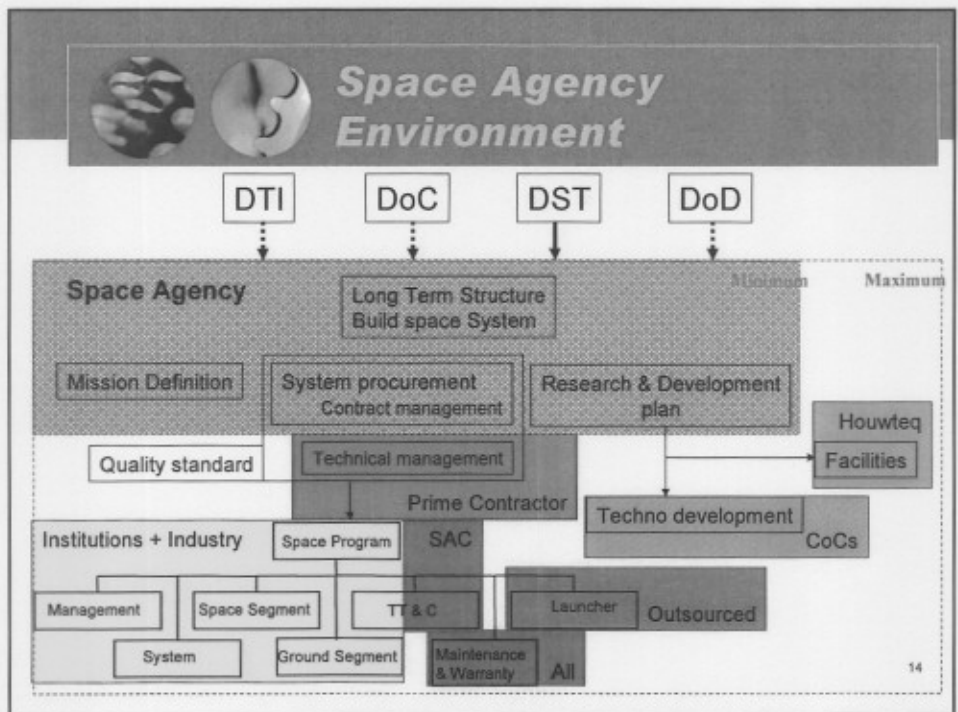 Space Agency
Environment
DTI
DoC
DST
DoD
Space Agency
Minimum
Maximum
Long Term Structure
Build space System
Mission Definition
System procurement
Contract management
Research & Development
plan
Houwteq
Facilities
Quality standard
Technical management
Prime Contractor
Techno development
CoCs
Institutions + Industry
Space Program
SAC
Management
Space Segment
TT & C
Launcher
Outsourced
System
Ground Segment
Maintenance
& Warranty
All
14